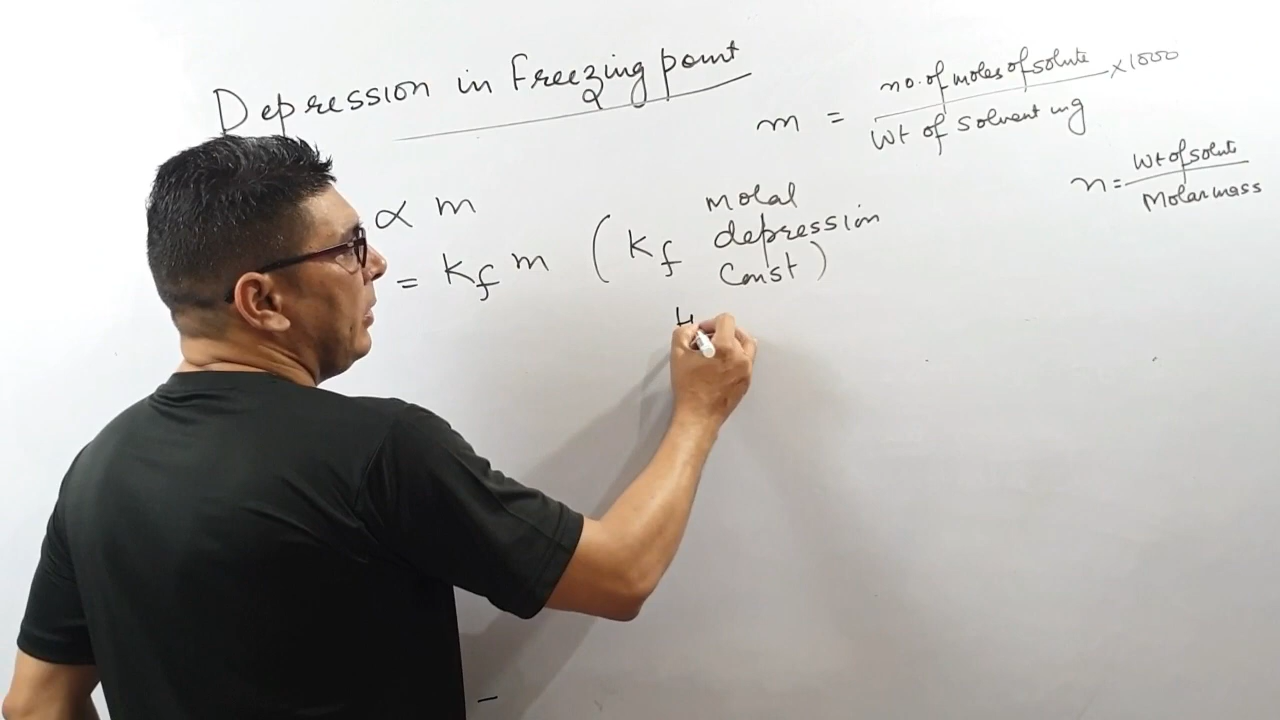 Depression in Freezing point
m = no. of moles of solute × 1000
Wt of solvent in g
n = Wt of solute
Molar mass
∝ m
= Kf m (Kf molal
depression
const)